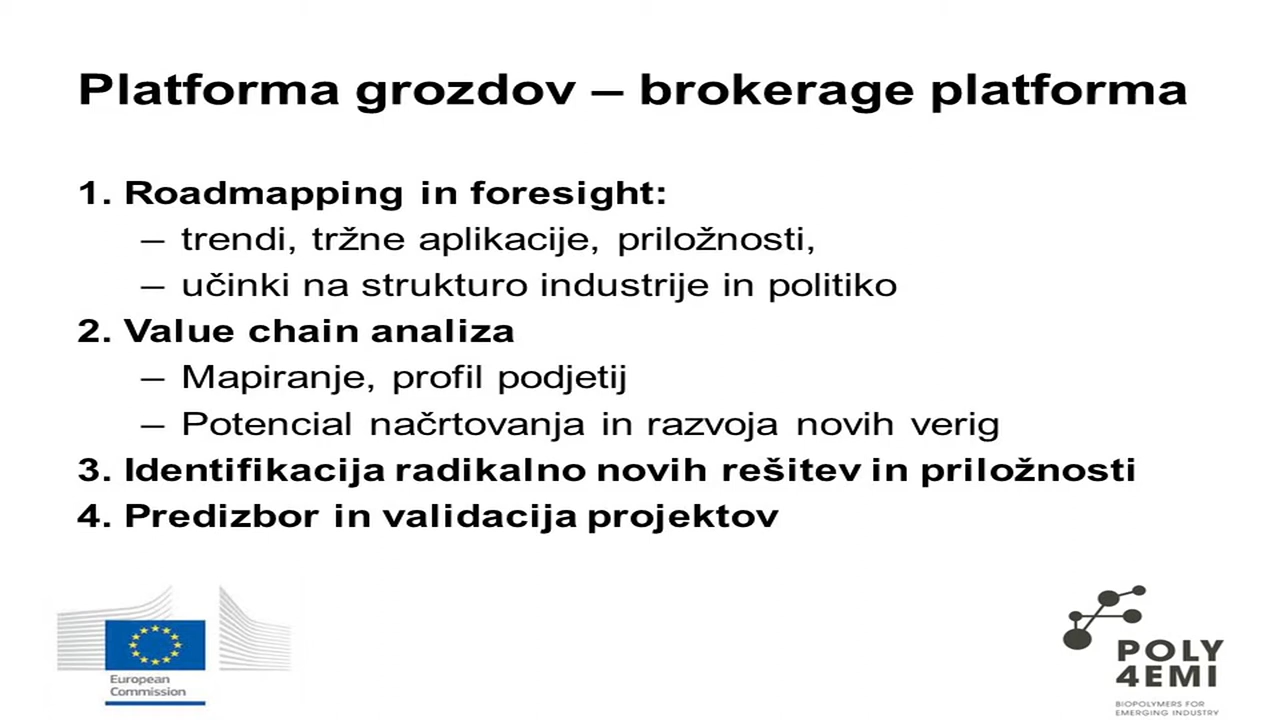 Platforma grozdov – brokerage platforma
1. Roadmapping in foresight:
– trendi, tržne aplikacije, priložnosti,
– učinki na strukturo industrije in politiko
2. Value chain analiza
– Mapiranje, profil podjetij
– Potencial načrtovanja in razvoja novih verig
3. Identifikacija radikalno novih rešitev in priložnosti
4. Predizbor in validacija projektov
European
Commission
POLY
4EMI
BIOPOLYMERS FOR
EMERGING INDUSTRY